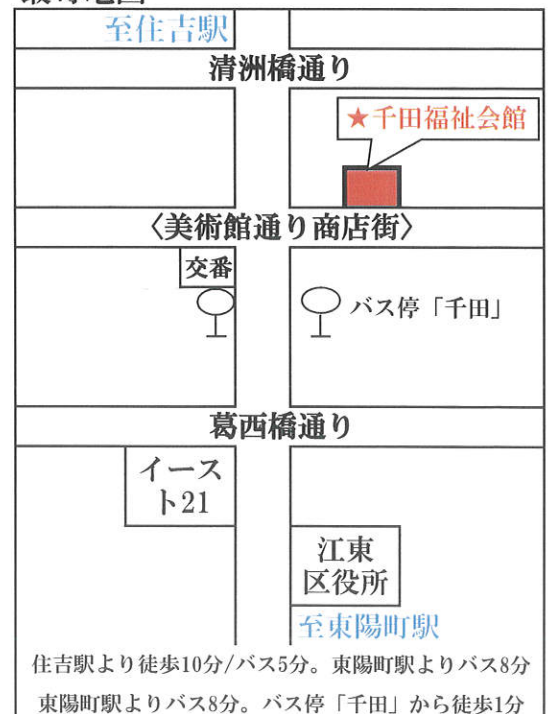 至住吉駅
清洲橋通り
★千田福祉会館
〈美術館通り商店街〉
交番
バス停「千田」
葛西橋通り
イース
ト21
江東
区役所
至東陽町駅
住吉駅より徒歩10分/バス5分。東陽町駅よりバス8分
東陽町駅よりバス8分。バス停「千田」から徒歩1分